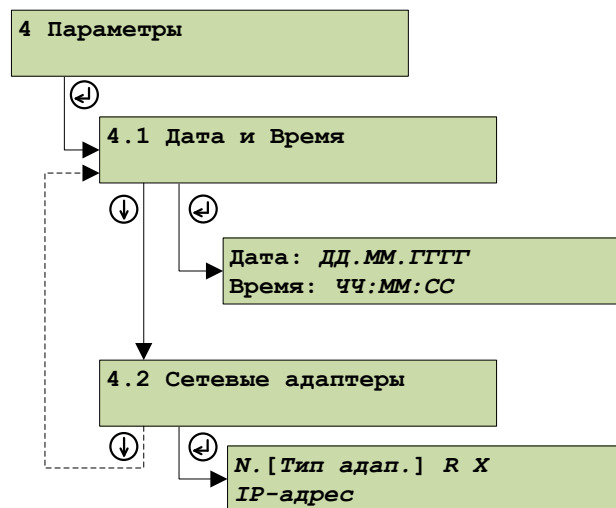 4 Параметры
4.1 Дата и Время
Дата: ДД.ММ.ГГГГ
Время: ЧЧ:ММ:СС
4.2 Сетевые адаптеры
N.[Тип адап.] R X
IP-адрес